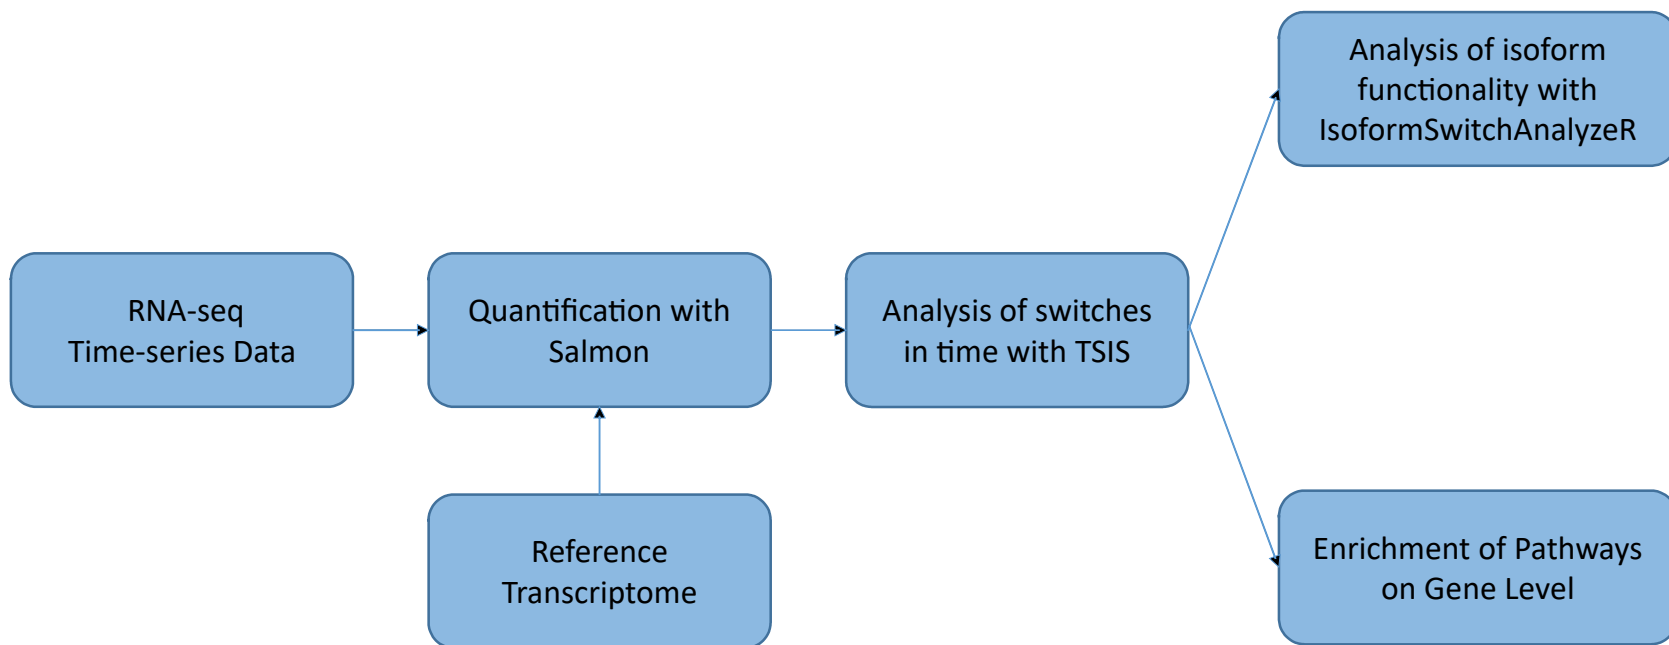 RNA-seq
Time-series Data
Quantification with
Salmon
Reference
Transcriptome
Analysis of switches
in time with TSIS
Analysis of isoform
functionality with
IsoformSwitchAnalyzeR
Enrichment of Pathways
on Gene Level